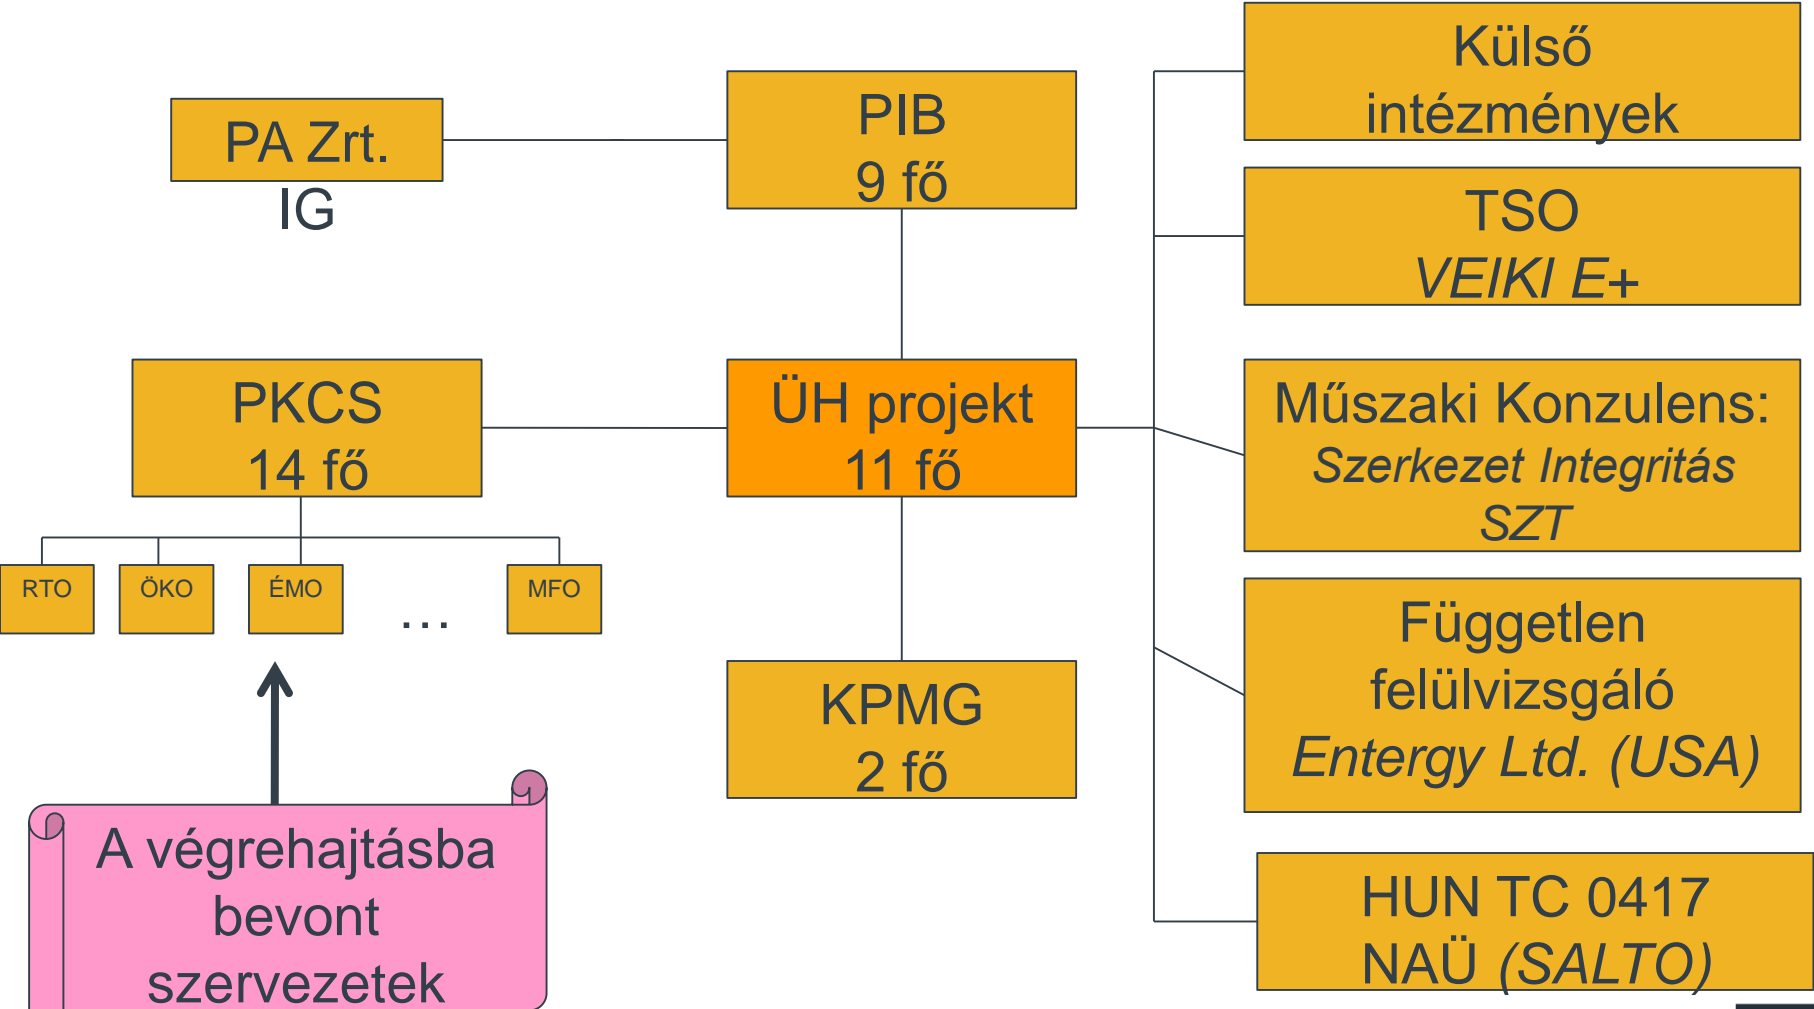 PA Zrt.
IG
PIB
9 fő
Külső
intézmények
TSO
VEIKI E+
PKCS
14 fő
ÜH projekt
11 fő
Műszaki Konzulens:
Szerkezet Integritás
SZT
RTO
ÖKO
ÉMO
...
MFO
KPMG
2 fő
Független
felülvizsgáló
Entergy Ltd. (USA)
A végrehajtásba
bevont
szervezetek
HUN TC 0417
NAÜ (SALTO)